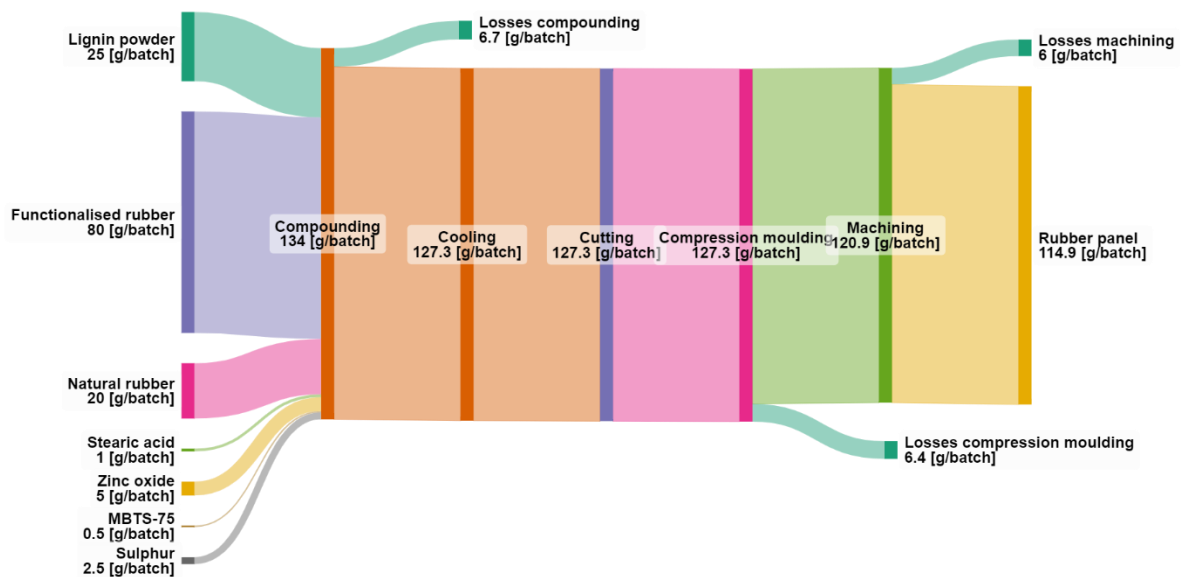 Lignin powder
25 [g/batch]
Functionalised rubber
80 [g/batch]
Natural rubber
20 [g/batch]
Stearic acid
1 [g/batch]
Zinc oxide
5 [g/batch]
MBTS-75
0.5 [g/batch]
Sulphur
2.5 [g/batch]
Compounding
134 [g/batch]
Losses compounding
6.7 [g/batch]
Cooling
127.3 [g/batch]
Cutting
127.3 [g/batch]
Compression moulding
127.3 [g/batch]
Losses compression moulding
6.4 [g/batch]
Machining
120.9 [g/batch]
Losses machining
6 [g/batch]
Rubber panel
114.9 [g/batch]